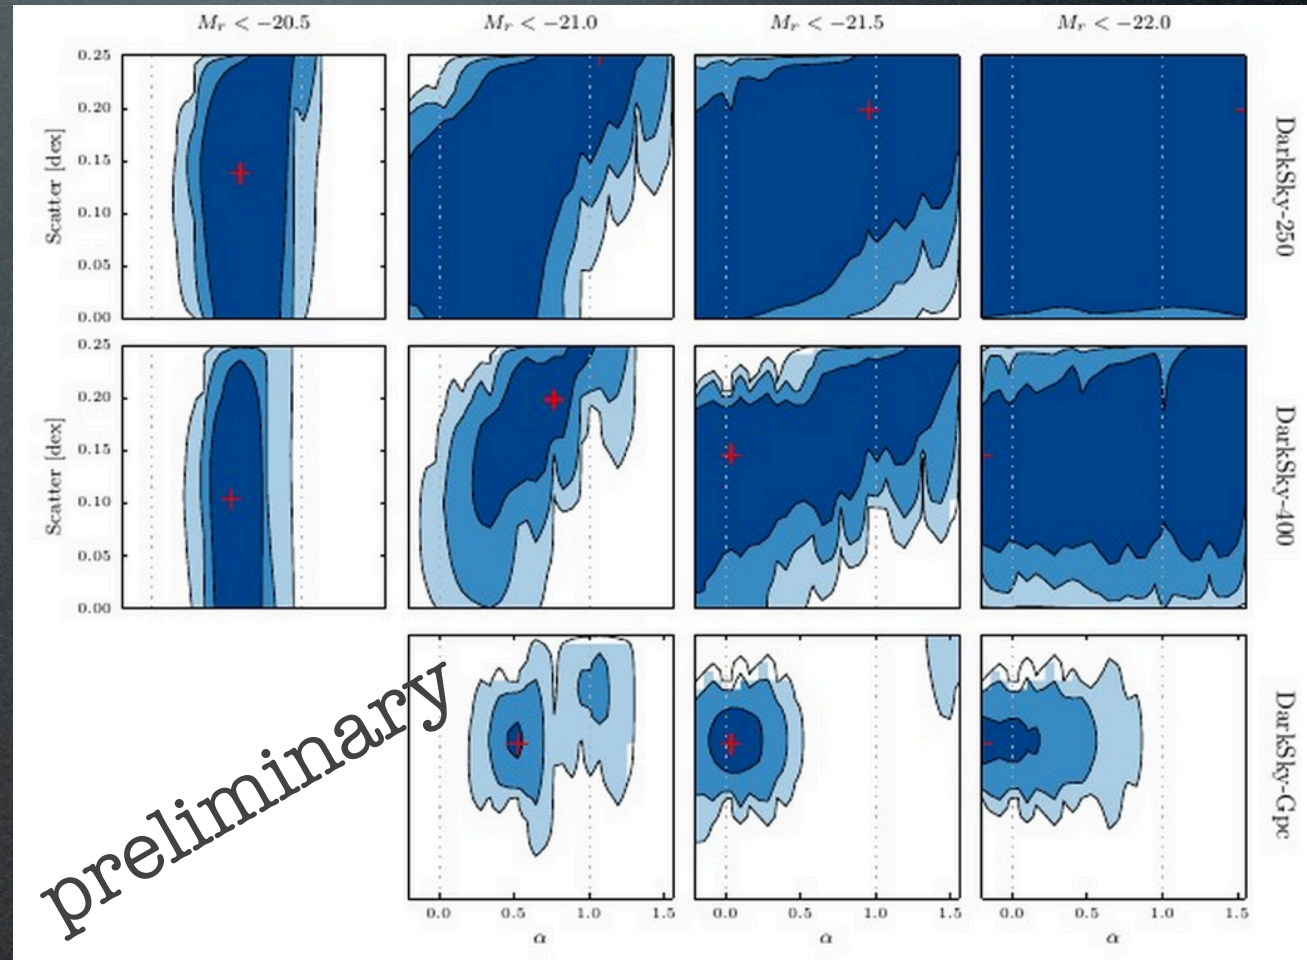 M_r < −20.5
M_r < −21.0
M_r < −21.5
M_r < −22.0
0.25
0.20
0.15
0.10
0.05
0.00
Scatter [dex]
DarkSky-250
0.25
0.20
0.15
0.10
0.05
0.00
Scatter [dex]
DarkSky-400
DarkSky-Gpc
preliminary
0.0 0.5 1.0 1.5
0.0 0.5 1.0 1.5
0.0 0.5 1.0 1.5
α
α
α